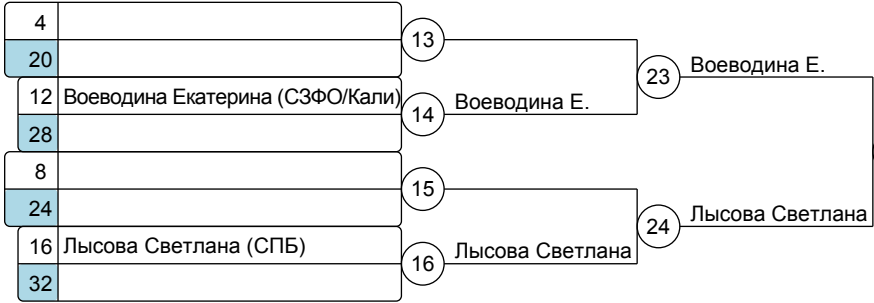 4
13
20
23 Воеводина Е.
12 Воеводина Екатерина (СЗФО/Кали)
14 Воеводина Е.
28
8
15
24
24 Лысова Светлана
16 Лысова Светлана (СПБ)
16 Лысова Светлана
32